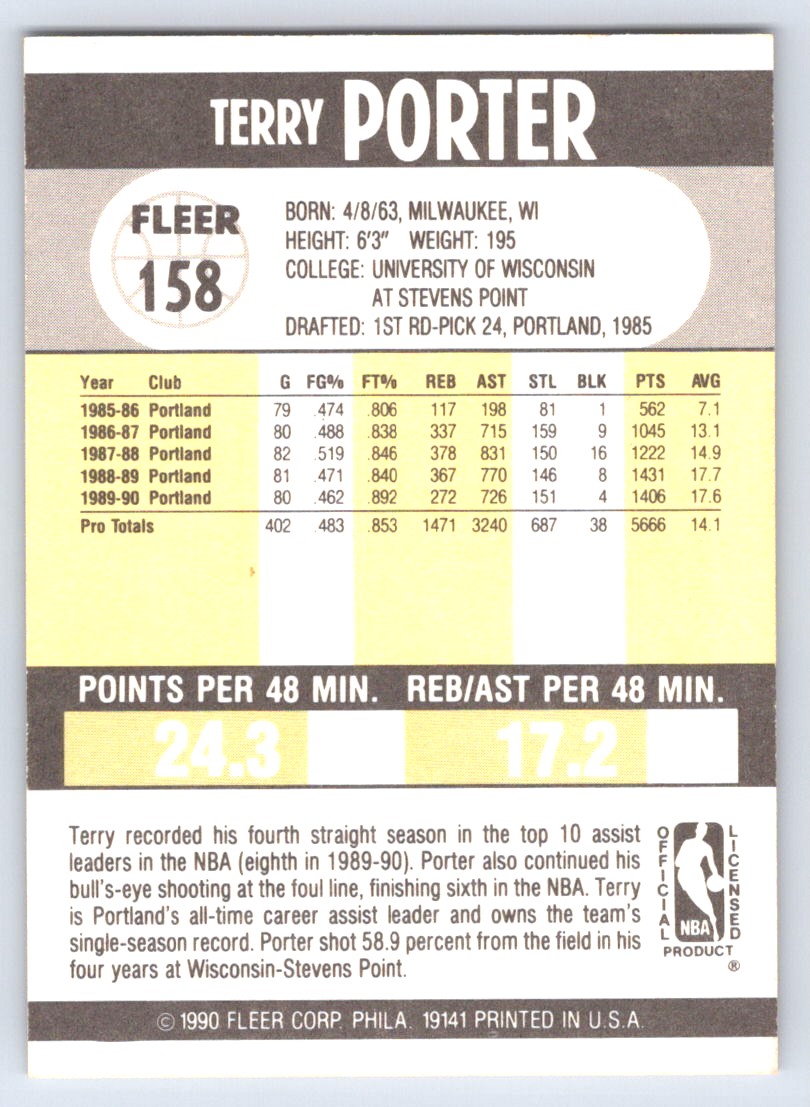 TERRY PORTER
FLEER
158
BORN: 4/8/63, MILWAUKEE, WI
HEIGHT: 6'3" WEIGHT: 195
COLLEGE: UNIVERSITY OF WISCONSIN
AT STEVENS POINT
DRAFTED: 1ST RD-PICK 24, PORTLAND, 1985
Year Club G FG% FT% REB AST STL BLK PTS AVG
1985-86 Portland 79 .474 .806 117 198 81 1 562 7.1
1986-87 Portland 80 .488 .838 337 715 159 9 1045 13.1
1987-88 Portland 82 .519 .846 378 831 150 16 1222 14.9
1988-89 Portland 81 .471 .840 367 770 146 8 1431 17.7
1989-90 Portland 80 .462 .892 272 726 151 4 1406 17.6
Pro Totals 402 .483 .853 1471 3240 687 38 5666 14.1
POINTS PER 48 MIN. REB/AST PER 48 MIN.
24.3 17.2
Terry recorded his fourth straight season in the top 10 assist
leaders in the NBA (eighth in 1989-90). Porter also continued his
bull's-eye shooting at the foul line, finishing sixth in the NBA. Terry
is Portland's all-time career assist leader and owns the team's
single-season record. Porter shot 58.9 percent from the field in his
four years at Wisconsin-Stevens Point.
OFFICIAL
NBA
LICENSED
PRODUCT
®
© 1990 FLEER CORP. PHILA. 19141 PRINTED IN U.S.A.